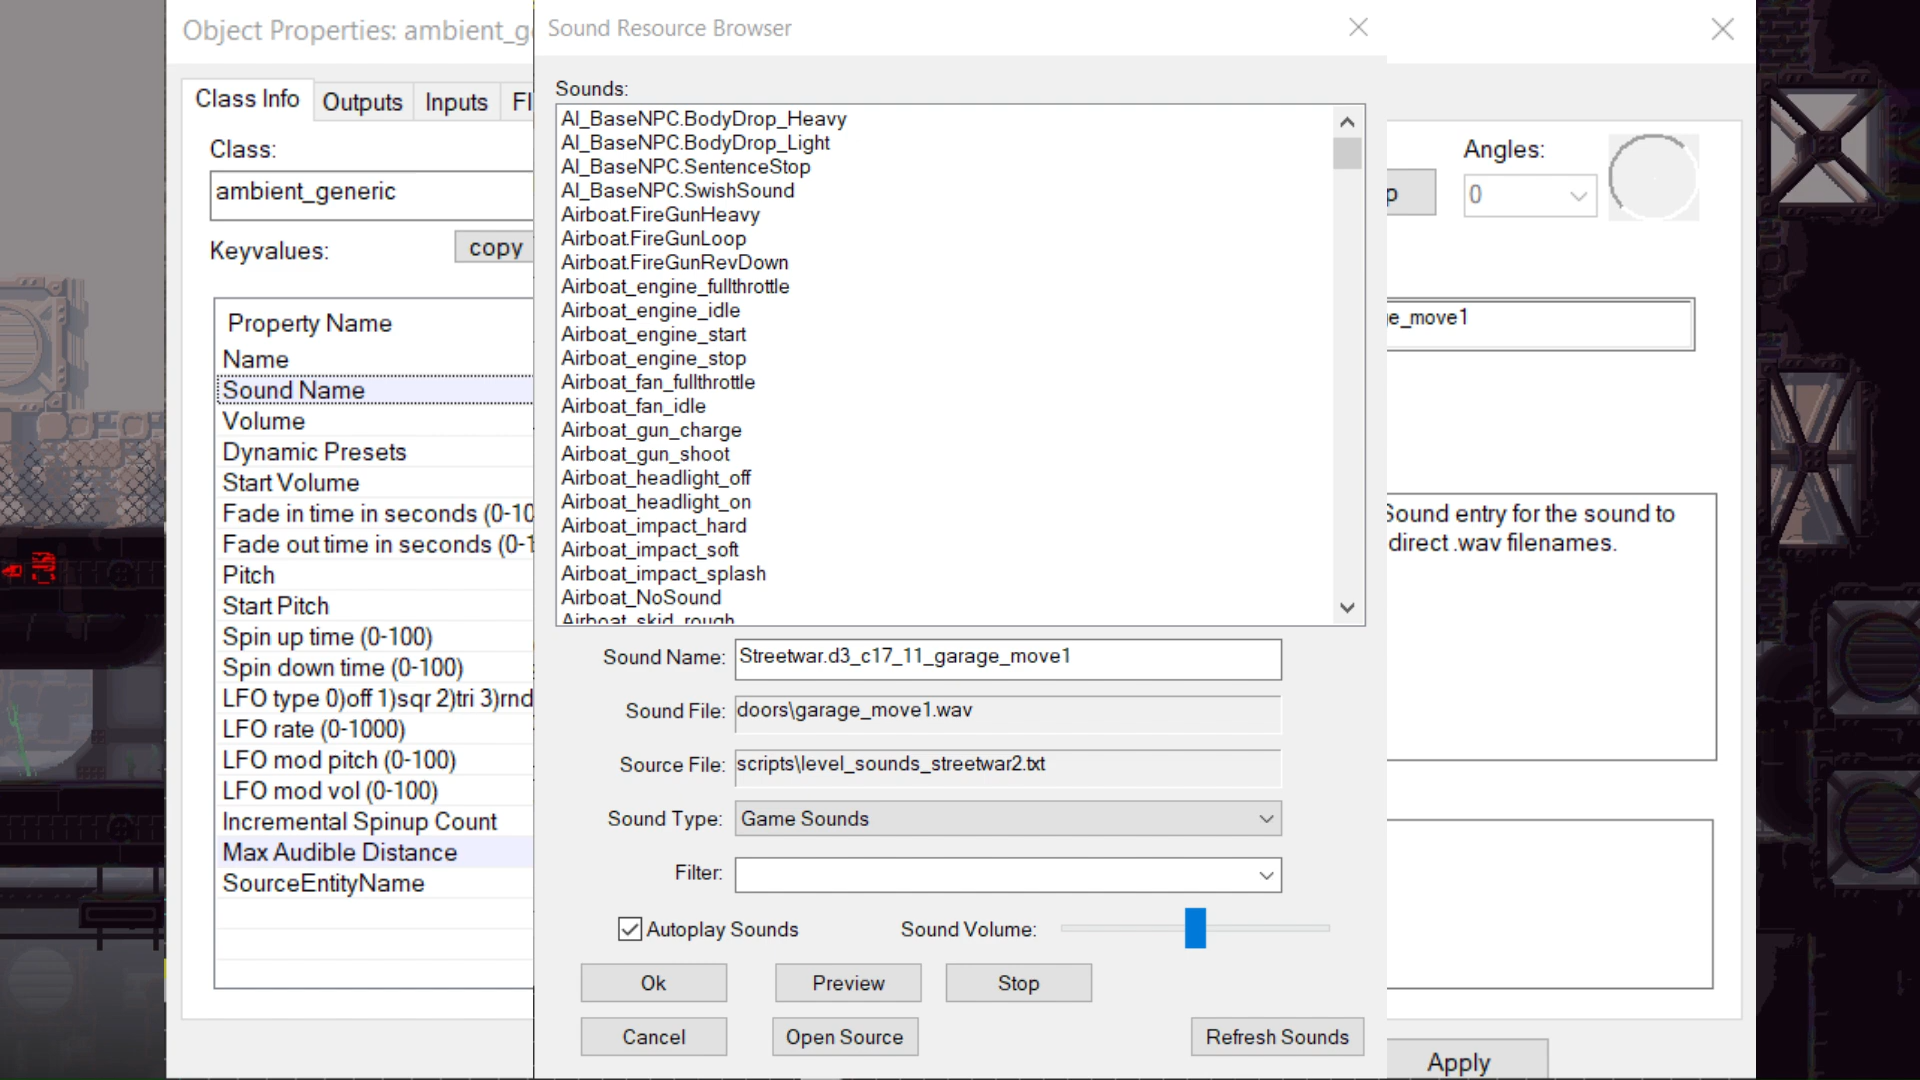 Object Properties: ambient_g
Sound Resource Browser
Class Info
Outputs
Inputs
Fl
Class:
ambient_generic
Keyvalues:
copy
Property Name
Name
Sound Name
Volume
Dynamic Presets
Start Volume
Fade in time in seconds (0-10
Fade out time in seconds (0-1
Pitch
Start Pitch
Spin up time (0-100)
Spin down time (0-100)
LFO type 0)off 1)sqr 2)tri 3)rnd
LFO rate (0-1000)
LFO mod pitch (0-100)
LFO mod vol (0-100)
Incremental Spinup Count
Max Audible Distance
SourceEntityName
Sounds:
AI_BaseNPC.BodyDrop_Heavy
AI_BaseNPC.BodyDrop_Light
AI_BaseNPC.SentenceStop
AI_BaseNPC.SwishSound
Airboat.FireGunHeavy
Airboat.FireGunLoop
Airboat.FireGunRevDown
Airboat_engine_fullthrottle
Airboat_engine_idle
Airboat_engine_start
Airboat_engine_stop
Airboat_fan_fullthrottle
Airboat_fan_idle
Airboat_gun_charge
Airboat_gun_shoot
Airboat_headlight_off
Airboat_headlight_on
Airboat_impact_hard
Airboat_impact_soft
Airboat_impact_splash
Airboat_NoSound
Airboat_skid_rough
Sound Name: Streetwar.d3_c17_11_garage_move1
Sound File: doors\garage_move1.wav
Source File: scripts\level_sounds_streetwar2.txt
Sound Type: Game Sounds
Filter:
Autoplay Sounds
Sound Volume:
Ok
Preview
Stop
Cancel
Open Source
Refresh Sounds
p
Angles:
0
e_move1
Sound entry for the sound to
direct .wav filenames.
Apply